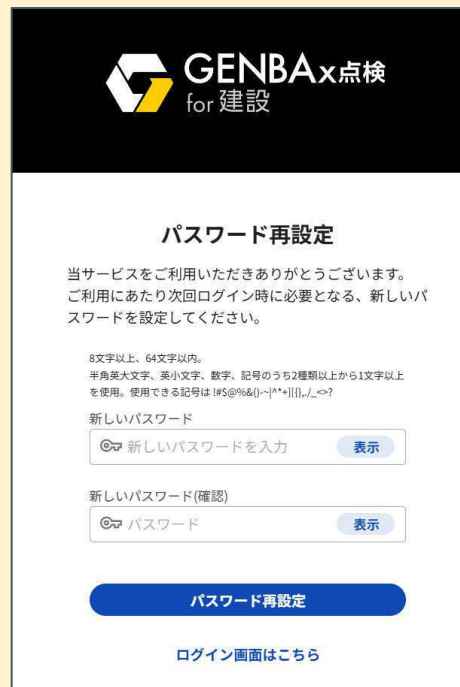 GENBAx点検
for 建設
パスワード再設定
当サービスをご利用いただきありがとうございます。
ご利用にあたり次回ログイン時に必要となる、新しいパ
スワードを設定してください。
8文字以上、64文字以内。
半角英大文字、英小文字、数字、記号のうち2種類以上から1文字以上
を使用。使用できる記号は !#$@%&()-~|^*+][{},./_<>?
新しいパスワード
新しいパスワードを入力 表示
新しいパスワード(確認)
パスワード 表示
パスワード再設定
ログイン画面はこちら